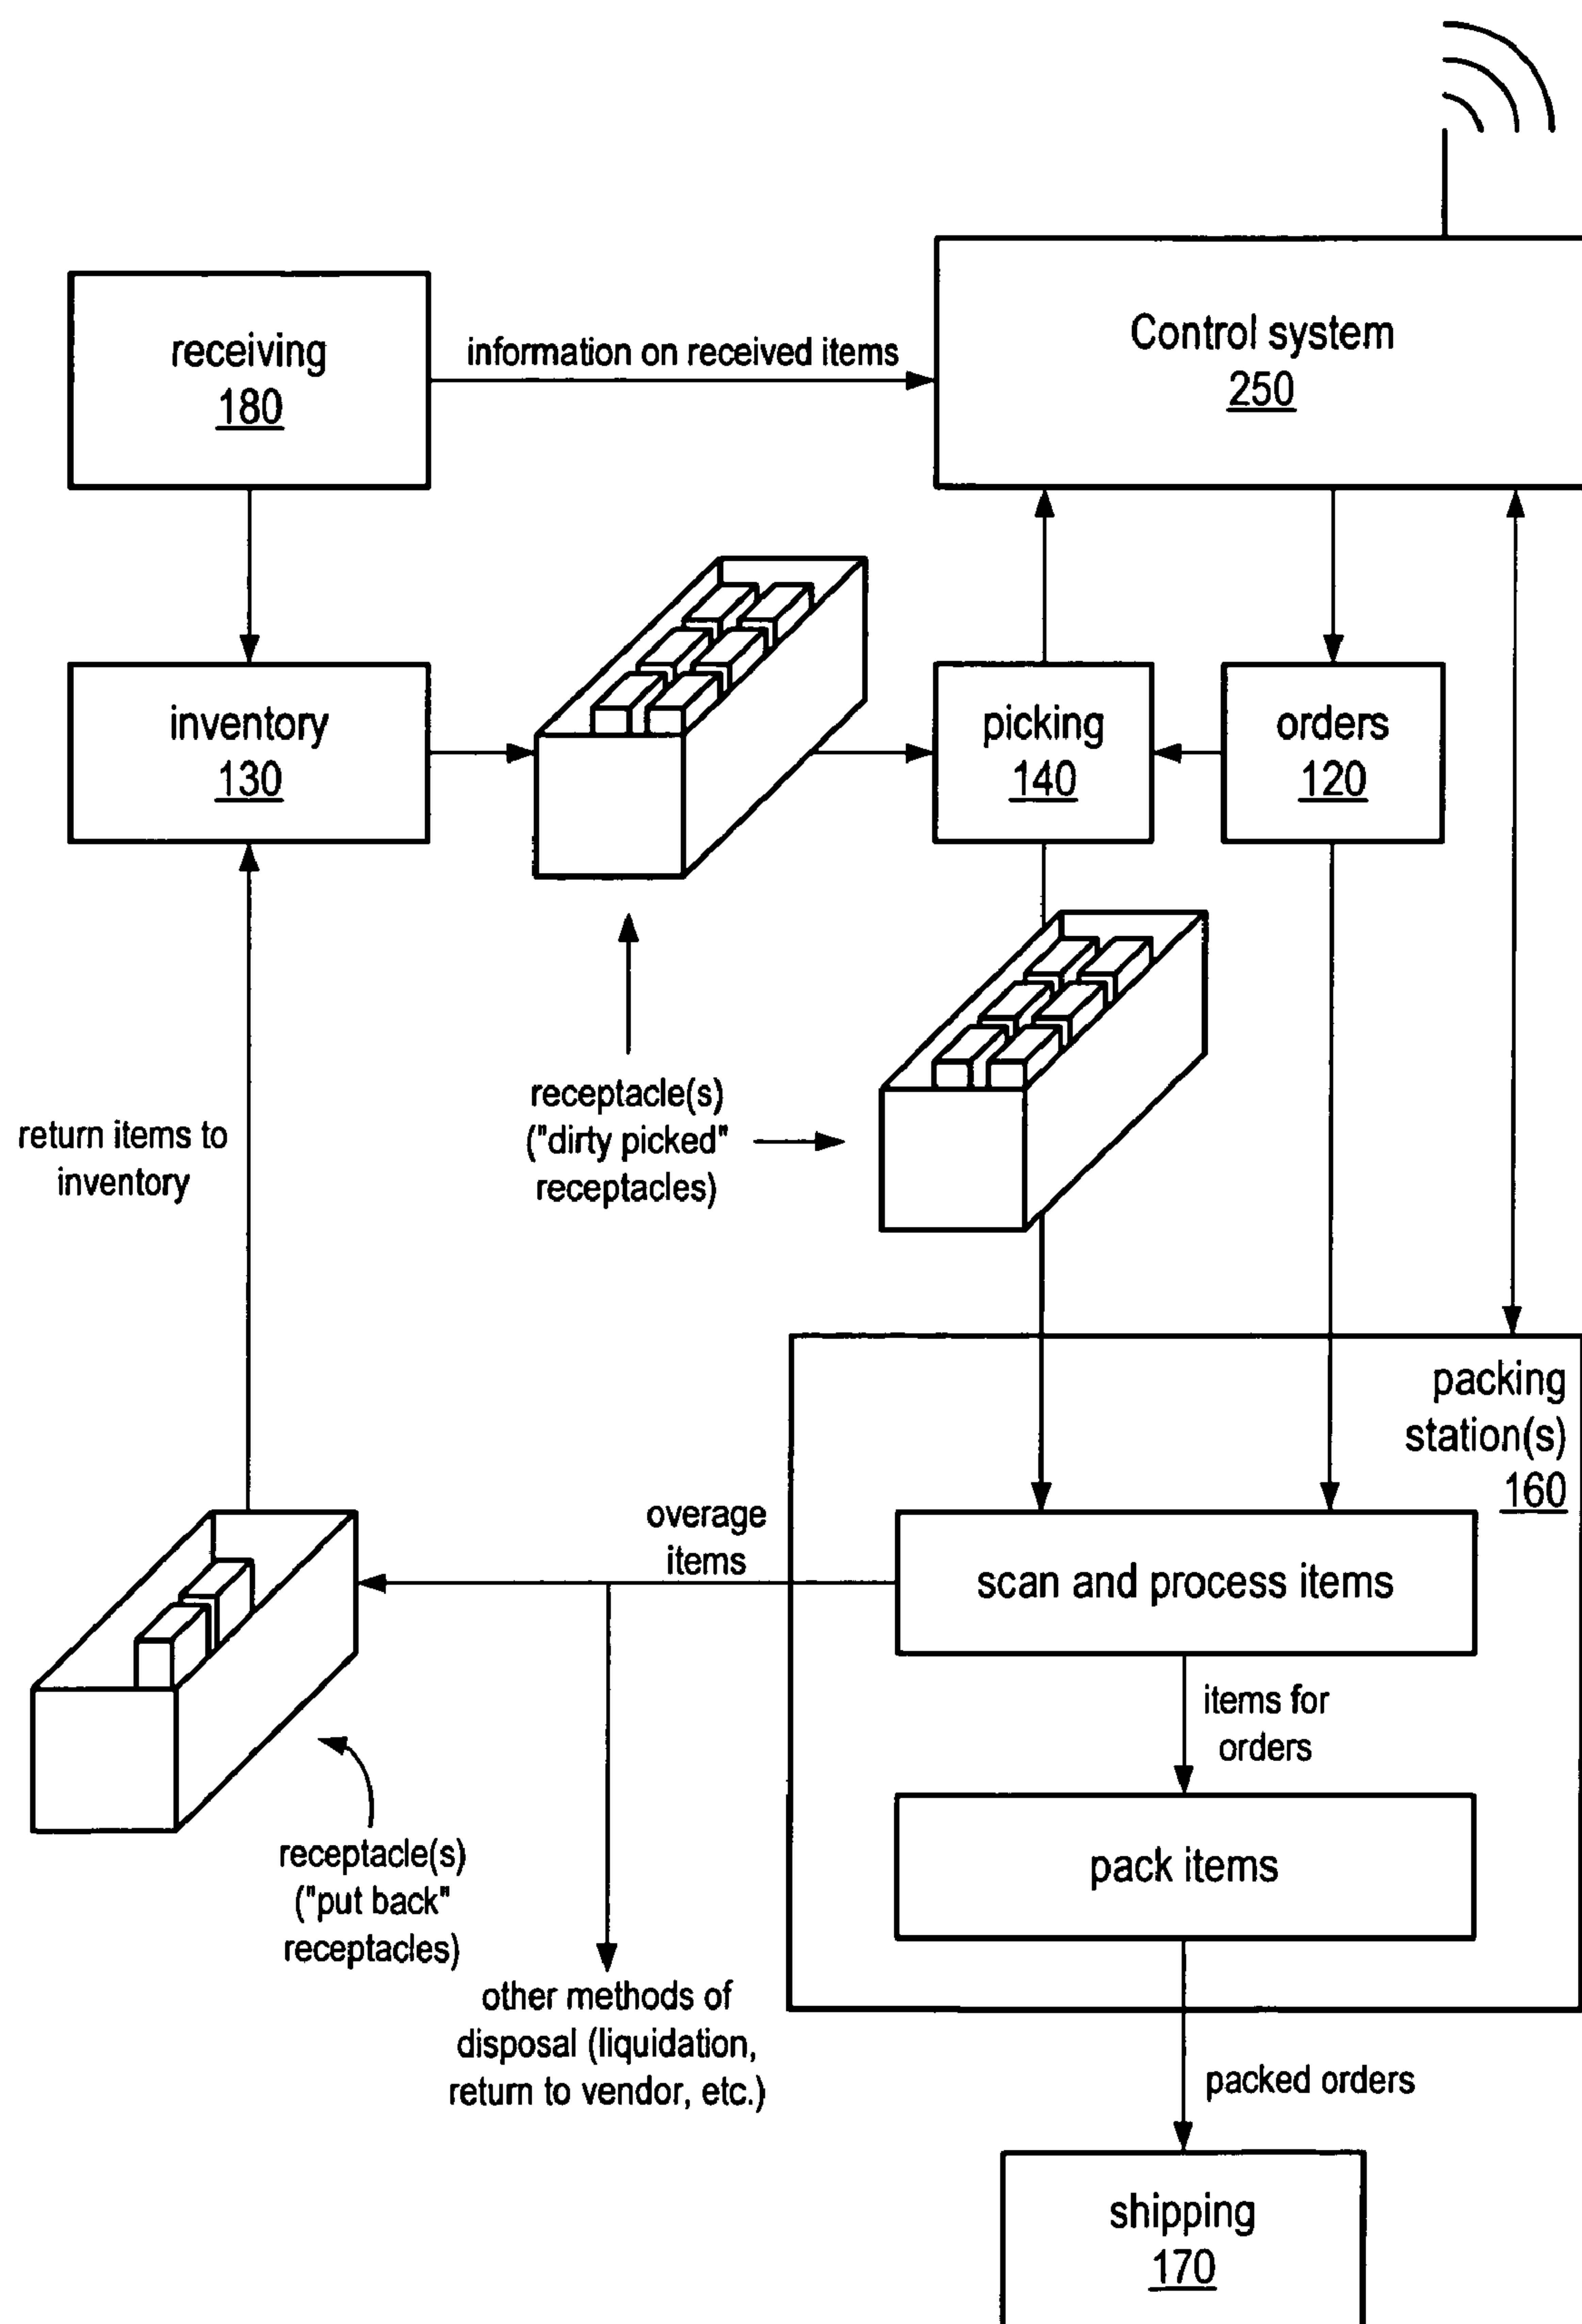 receiving
180
information on received items
Control system
250
inventory
130
picking
140
orders
120
receptacle(s)
("dirty picked"
receptacles)
return items to
inventory
packing
station(s)
160
overage
items
scan and process items
items for
orders
pack items
receptacle(s)
("put back"
receptacles)
other methods of
disposal (liquidation,
return to vendor, etc.)
packed orders
shipping
170